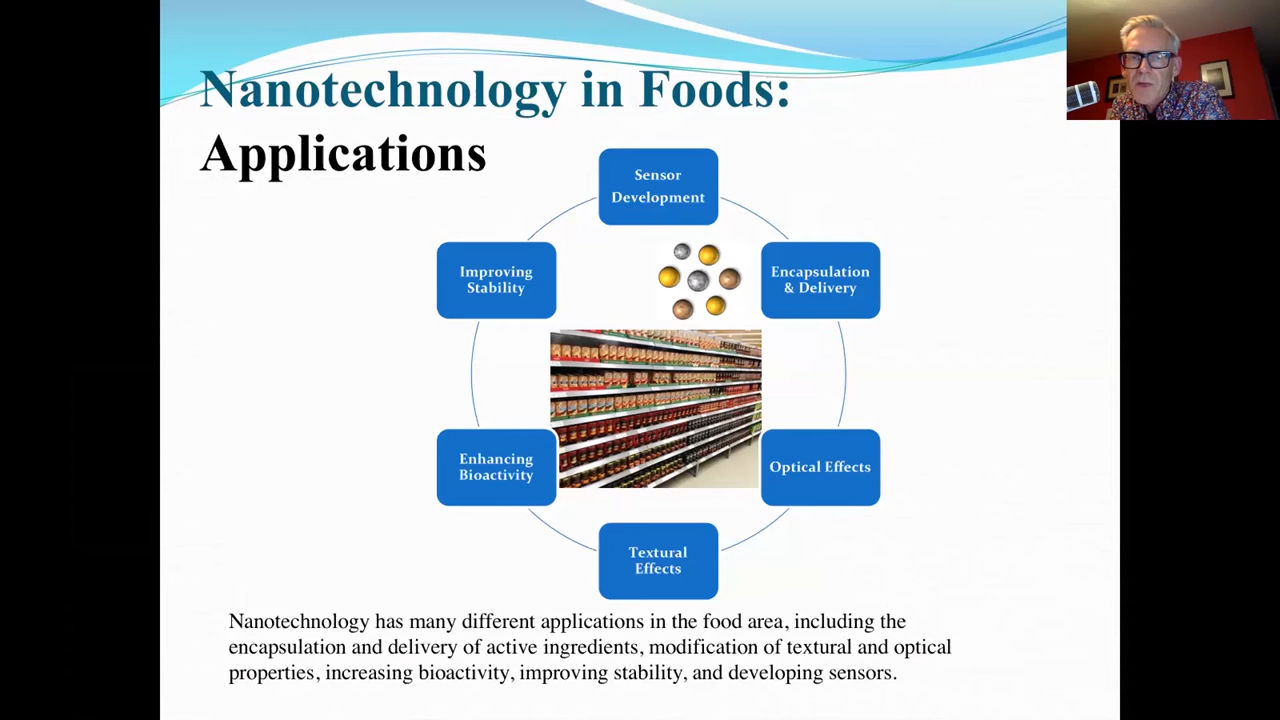 Nanotechnology in Foods:
Applications
Sensor
Development
Encapsulation
& Delivery
Optical Effects
Textural
Effects
Enhancing
Bioactivity
Improving
Stability
Nanotechnology has many different applications in the food area, including the
encapsulation and delivery of active ingredients, modification of textural and optical
properties, increasing bioactivity, improving stability, and developing sensors.